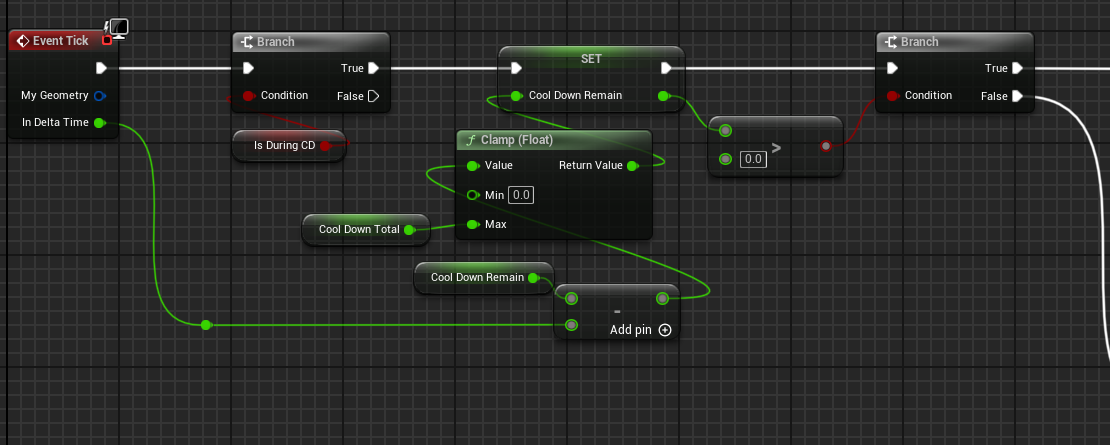 Event Tick
My Geometry
In Delta Time
Branch
True
Condition
False
Is During CD
SET
Cool Down Remain
Clamp (Float)
Value
Return Value
Min 0.0
Max
Cool Down Total
Cool Down Remain
-
Add pin
0.0 >
Branch
True
Condition
False